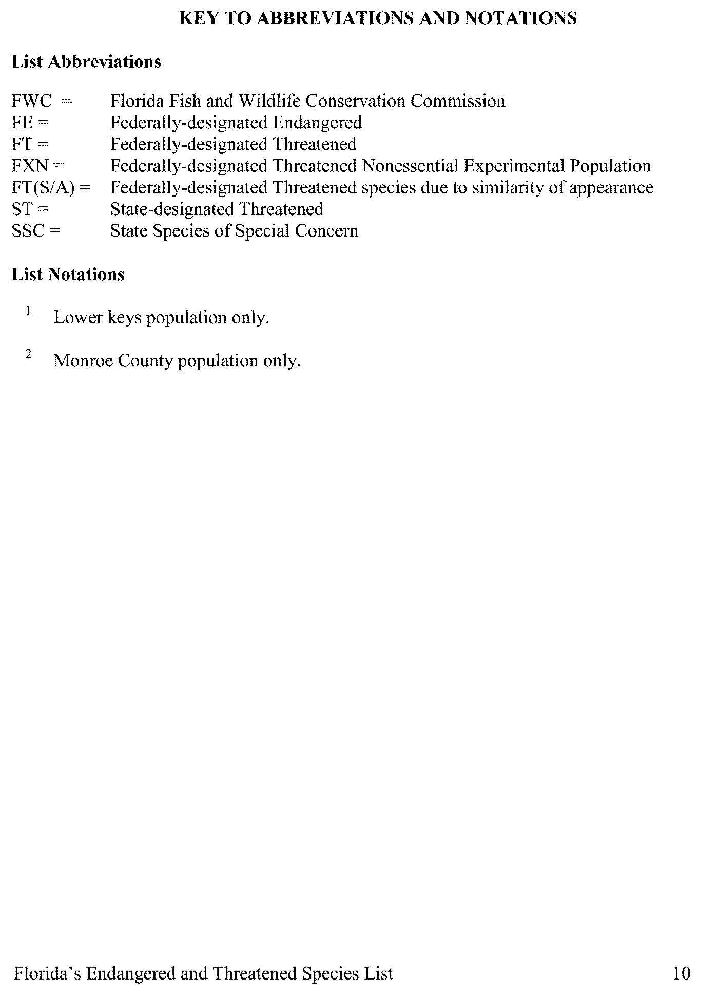 KEY TO ABBREVIATIONS AND NOTATIONS
List Abbreviations
FWC = Florida Fish and Wildlife Conservation Commission
FE = Federally-designated Endangered
FT = Federally-designated Threatened
FXN = Federally-designated Threatened Nonessential Experimental Population
FT(S/A) = Federally-designated Threatened species due to similarity of appearance
ST = State-designated Threatened
SSC = State Species of Special Concern
List Notations
1 Lower keys population only.
2 Monroe County population only.
Florida's Endangered and Threatened Species List 10